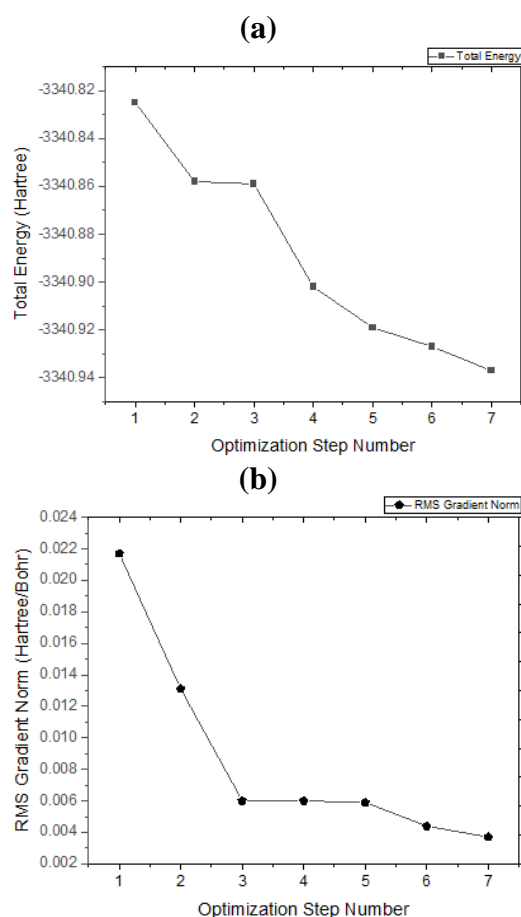 (a)
Total Energy
-3340.82
-3340.84
-3340.86
-3340.88
-3340.90
-3340.92
-3340.94
Total Energy (Hartree)
1 2 3 4 5 6 7
Optimization Step Number
(b)
RMS Gradient Norm
0.024
0.022
0.020
0.018
0.016
0.014
0.012
0.010
0.008
0.006
0.004
0.002
RMS Gradient Norm (Hartree/Bohr)
1 2 3 4 5 6 7
Optimization Step Number